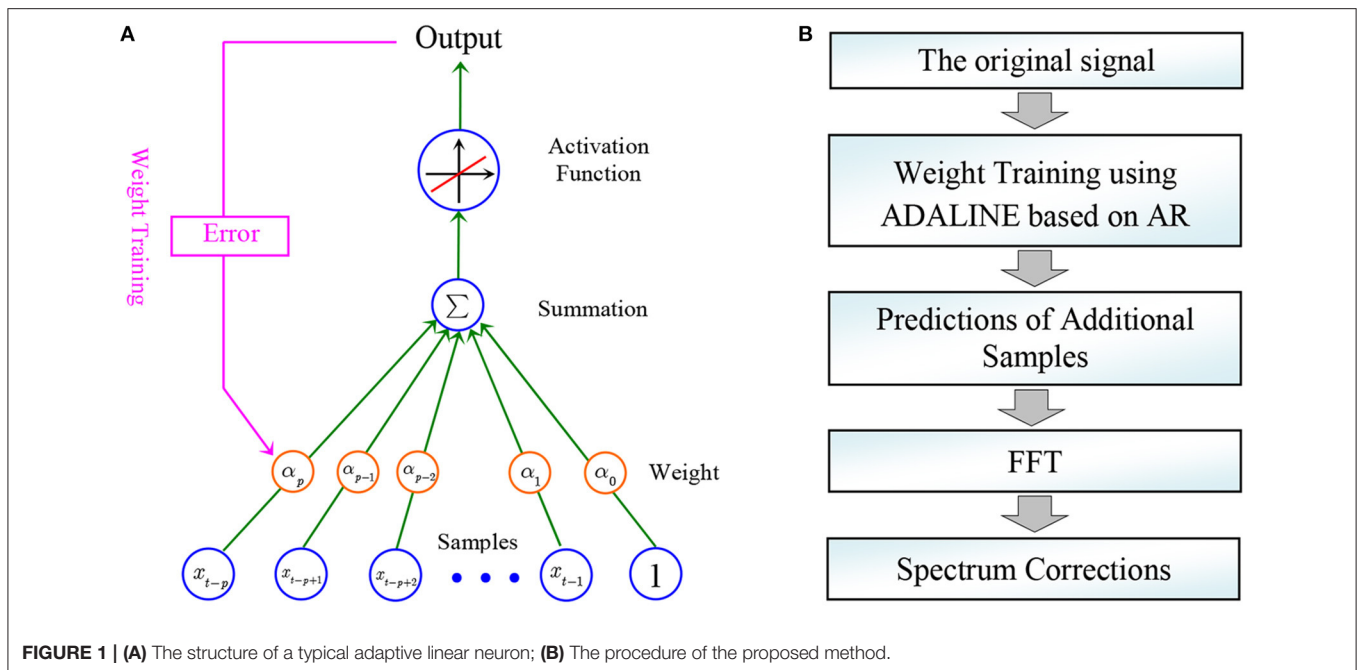 A
Output
Activation
Function
Weight Training
Error
Σ
Summation
α_p α_{p−1} α_{p−2} α_1 α_0 Weight
Samples
x_{t−p} x_{t−p+1} x_{t−p+2} • • • x_{t−1} 1
B
The original signal
Weight Training using
ADALINE based on AR
Predictions of Additional
Samples
FFT
Spectrum Corrections
FIGURE 1 | (A) The structure of a typical adaptive linear neuron; (B) The procedure of the proposed method.